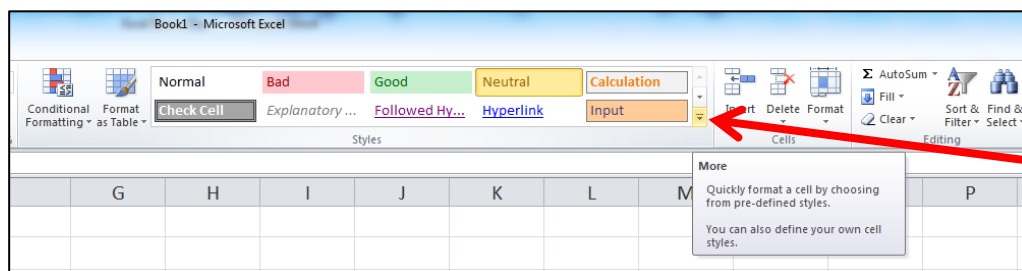 Book1 - Microsoft Excel
Normal Bad Good Neutral Calculation
Check Cell Explanatory ... Followed Hy... Hyperlink Input
Conditional Formatting
Format as Table
Styles
Insert Delete Format
Cells
Σ AutoSum
Fill
Clear
Sort & Filter
Find & Select
Editing
More
Quickly format a cell by choosing
from pre-defined styles.
You can also define your own cell
styles.
G H I J K L M P